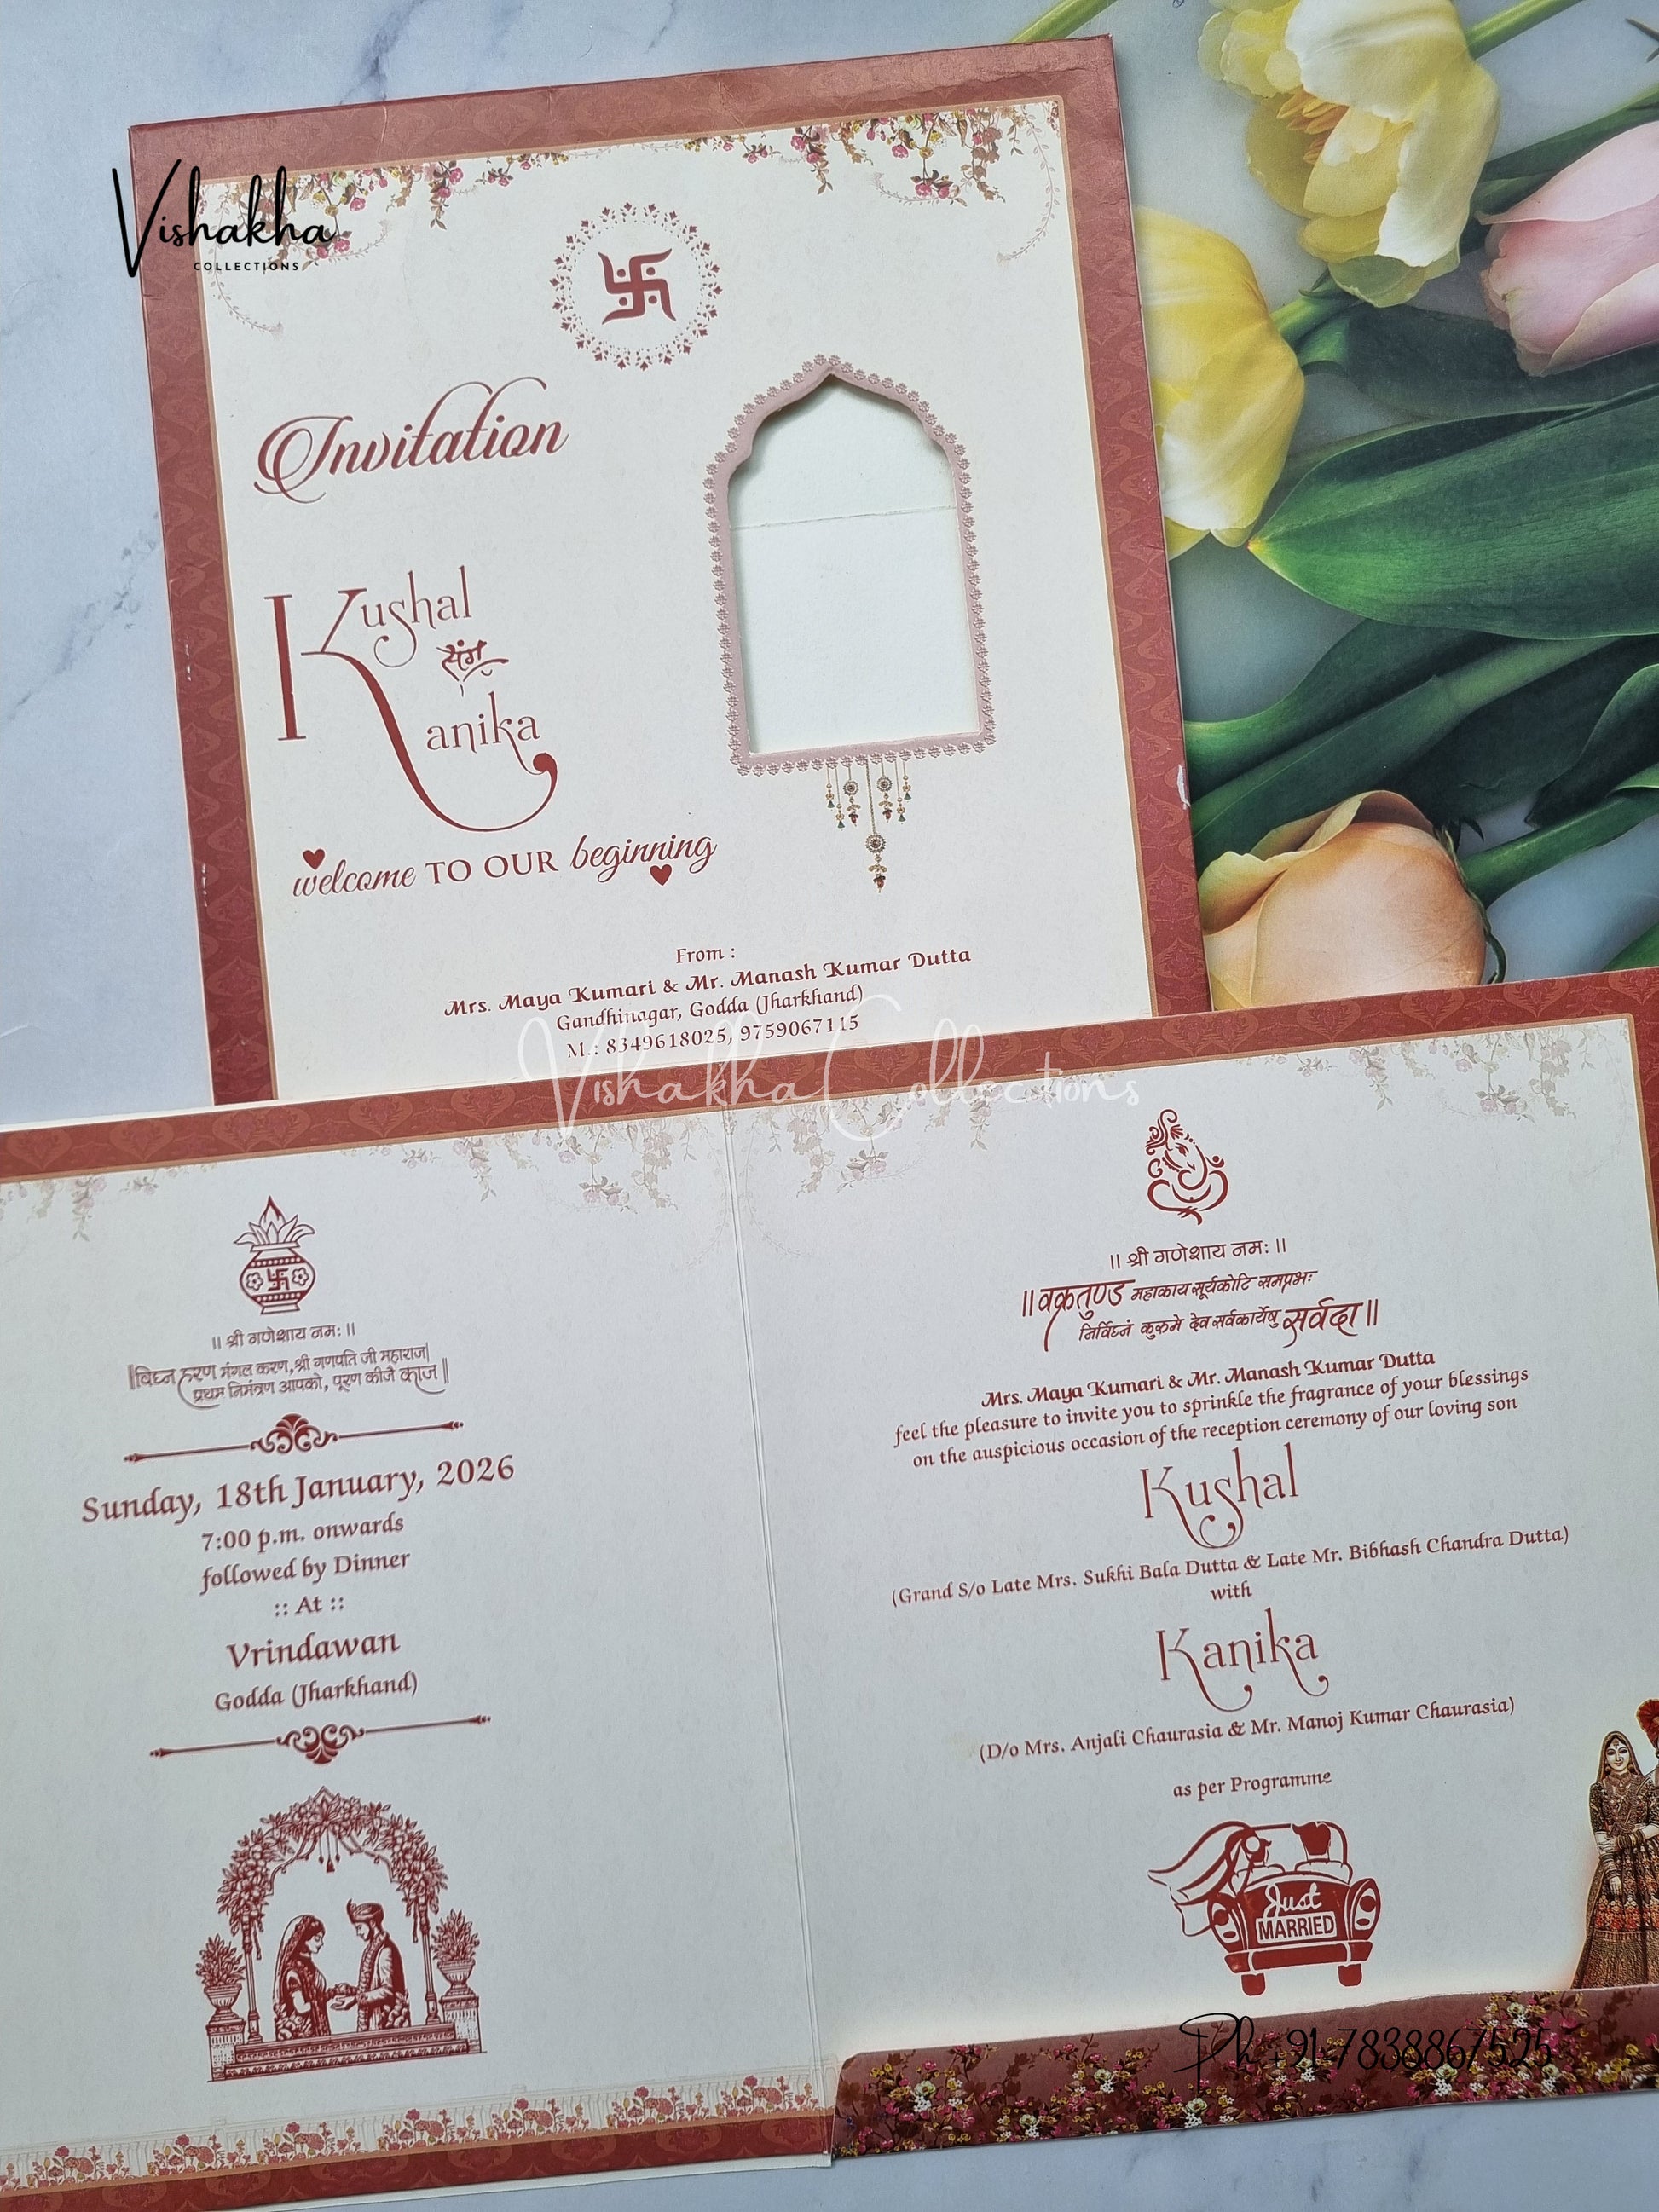 Vishakha
COLLECTIONS
Invitation
Kushal
संग
Kanika
welcome TO OUR beginning
From :
Mrs. Maya Kumari & Mr. Manash Kumar Dutta
Gandhinagar, Godda (Jharkhand)
M.: 8349618025, 9759067115
Vishakha Collections
|| श्री गणेशाय नमः ||
||विघ्न हरण मंगल करण, श्री गणपति जी महाराज|
प्रथम निमंत्रण आपको, पूरण कीजै काज ||
Sunday, 18th January, 2026
7:00 p.m. onwards
followed by Dinner
:: At ::
Vrindawan
Godda (Jharkhand)
|| श्री गणेशाय नमः ||
|| वक्रतुण्ड महाकाय सूर्यकोटि समप्रभः
निर्विघ्नं कुरुमे देव सर्वकार्येषु सर्वदा ||
Mrs. Maya Kumari & Mr. Manash Kumar Dutta
feel the pleasure to invite you to sprinkle the fragrance of your blessings
on the auspicious occasion of the reception ceremony of our loving son
Kushal
(Grand S/o Late Mrs. Sukhi Bala Dutta & Late Mr. Bibhash Chandra Dutta)
with
Kanika
(D/o Mrs. Anjali Chaurasia & Mr. Manoj Kumar Chaurasia)
as per Programme
Just
MARRIED
Ph +91-7838867525